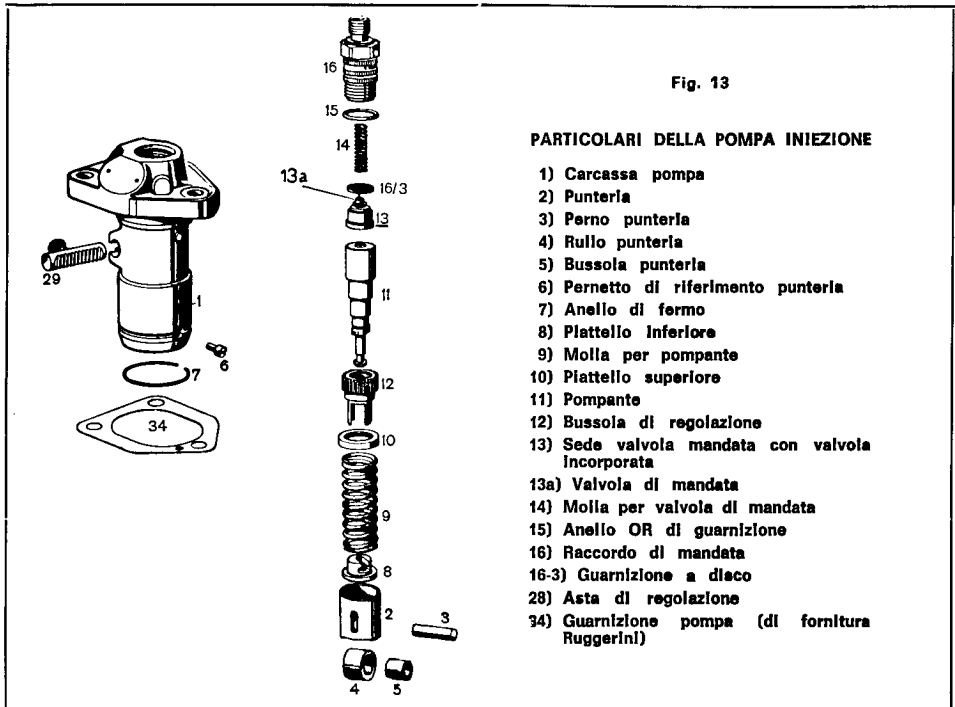 16
15
14
13a
16/3
13
11
29
1
6
7
12
34
10
9
8
2
3
4
5
Fig. 13
PARTICOLARI DELLA POMPA INIEZIONE
1) Carcassa pompa
2) Punteria
3) Perno punteria
4) Rullo punteria
5) Bussola punteria
6) Pernetto di riferimento punteria
7) Anello di fermo
8) Piattello inferiore
9) Molla per pompante
10) Piattello superiore
11) Pompante
12) Bussola di regolazione
13) Sede valvola mandata con valvola
incorporata
13a) Valvola di mandata
14) Molla per valvola di mandata
15) Anello OR di guarnizione
16) Raccordo di mandata
16-3) Guarnizione a disco
28) Asta di regolazione
34) Guarnizione pompa (di fornitura
Ruggerini)